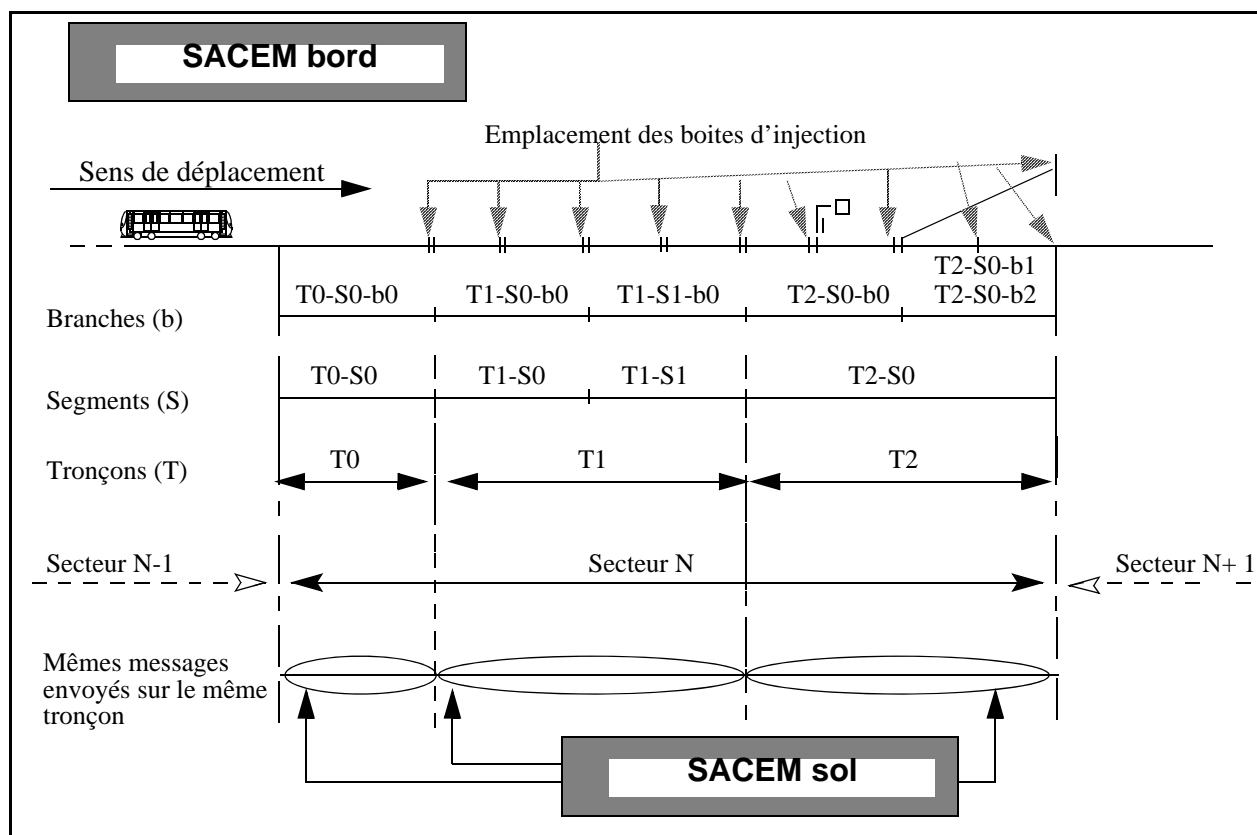 SACEM bord
Emplacement des boites d'injection
Sens de déplacement
T2-S0-b1
T0-S0-b0 T1-S0-b0 T1-S1-b0 T2-S0-b0 T2-S0-b2
Branches (b)
T0-S0 T1-S0 T1-S1 T2-S0
Segments (S)
T0 T1 T2
Tronçons (T)
Secteur N-1 Secteur N Secteur N+ 1
Mêmes messages
envoyés sur le même
tronçon
SACEM sol